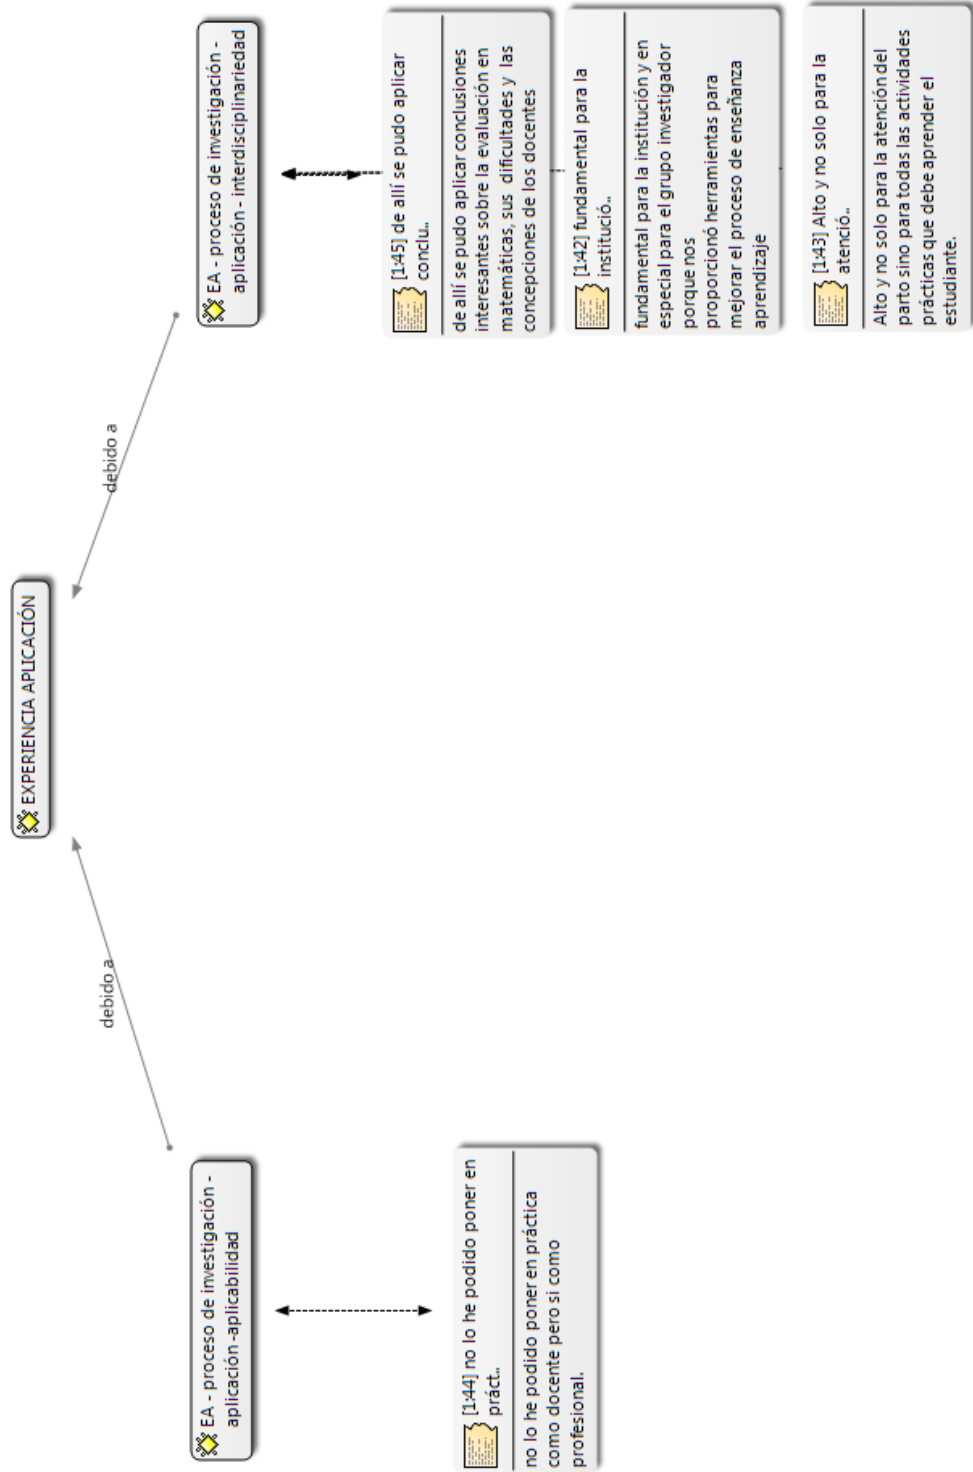 EXPERIENCIA APLICACIÓN
debido a
debido a
EA - proceso de investigación -
aplicación -aplicabilidad
[1:44] no lo he podido poner en
práct..
no lo he podido poner en práctica
como docente pero si como
profesional.
EA - proceso de investigación -
aplicación - interdisciplinariedad
[1:45] de allí se pudo aplicar
conclu..
de allí se pudo aplicar conclusiones
interesantes sobre la evaluación en
matemáticas, sus dificultades y las
concepciones de los docentes
[1:42] fundamental para la
institució..
fundamental para la institución y en
especial para el grupo investigador
porque nos
proporcionó herramientas para
mejorar el proceso de enseñanza
aprendizaje
[1:43] Alto y no solo para la
atenció..
Alto y no solo para la atención del
parto sino para todas las actividades
prácticas que debe aprender el
estudiante.